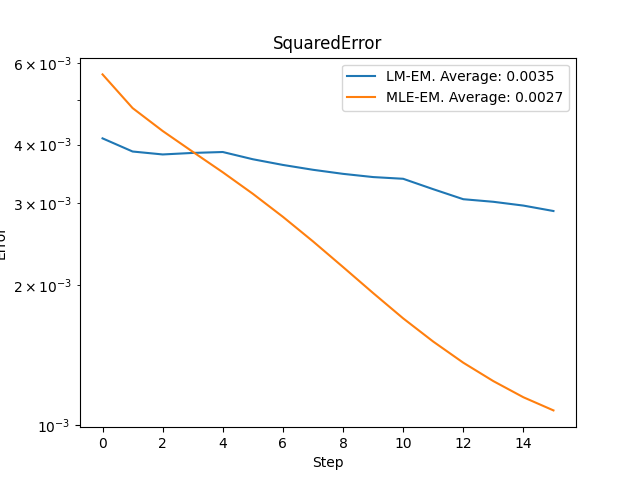 SquaredError
LM-EM. Average: 0.0035
MLE-EM. Average: 0.0027
6 × 10⁻³
4 × 10⁻³
3 × 10⁻³
2 × 10⁻³
10⁻³
Error
0 2 4 6 8 10 12 14
Step